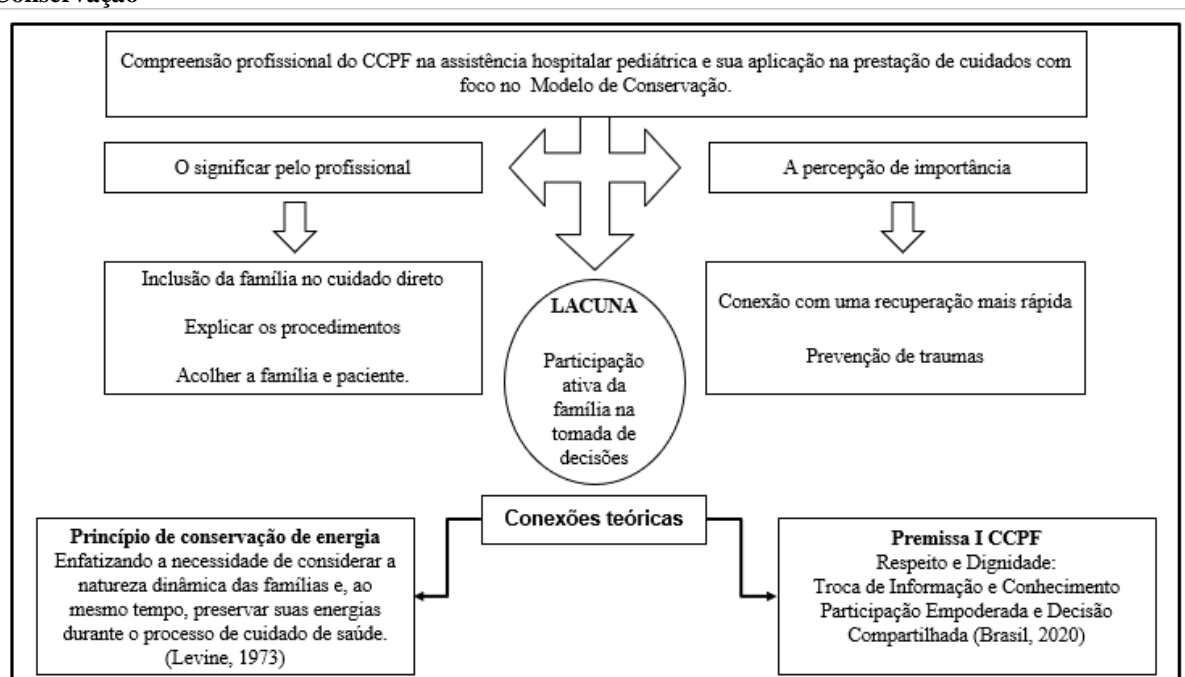 Conservação
Compreensão profissional do CCPF na assistência hospitalar pediátrica e sua aplicação na prestação de cuidados com
foco no Modelo de Conservação.
O significar pelo profissional
A percepção de importância
Inclusão da família no cuidado direto
Explicar os procedimentos
Acolher a família e paciente.
LACUNA
Participação
ativa da
família na
tomada de
decisões
Conexão com uma recuperação mais rápida
Prevenção de traumas
Conexões teóricas
Princípio de conservação de energia
Enfatizando a necessidade de considerar a
natureza dinâmica das famílias e, ao
mesmo tempo, preservar suas energias
durante o processo de cuidado de saúde.
(Levine, 1973)
Premissa I CCPF
Respeito e Dignidade:
Troca de Informação e Conhecimento
Participação Empoderada e Decisão
Compartilhada (Brasil, 2020)